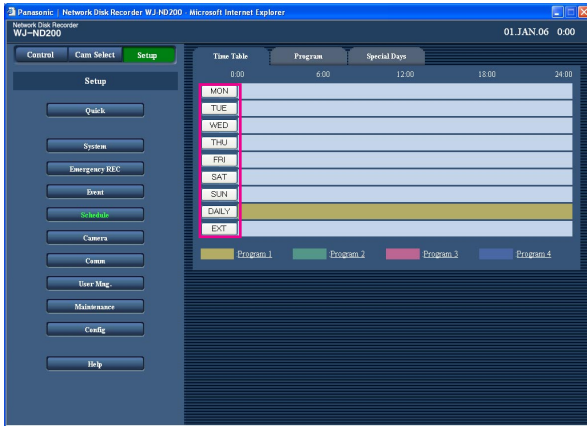 Panasonic | Network Disk Recorder WJ-ND200 - Microsoft Internet Explorer
Network Disk Recorder
WJ-ND200
01.JAN.06 0:00
Control Cam Select Setup
Setup
Quick
System
Emergency REC
Event
Schedule
Camera
Comm
User Mng.
Maintenance
Config
Help
Time Table Program Special Days
0:00 6:00 12:00 18:00 24:00
MON
TUE
WED
THU
FRI
SAT
SUN
DAILY
EXT
Program 1 Program 2 Program 3 Program 4